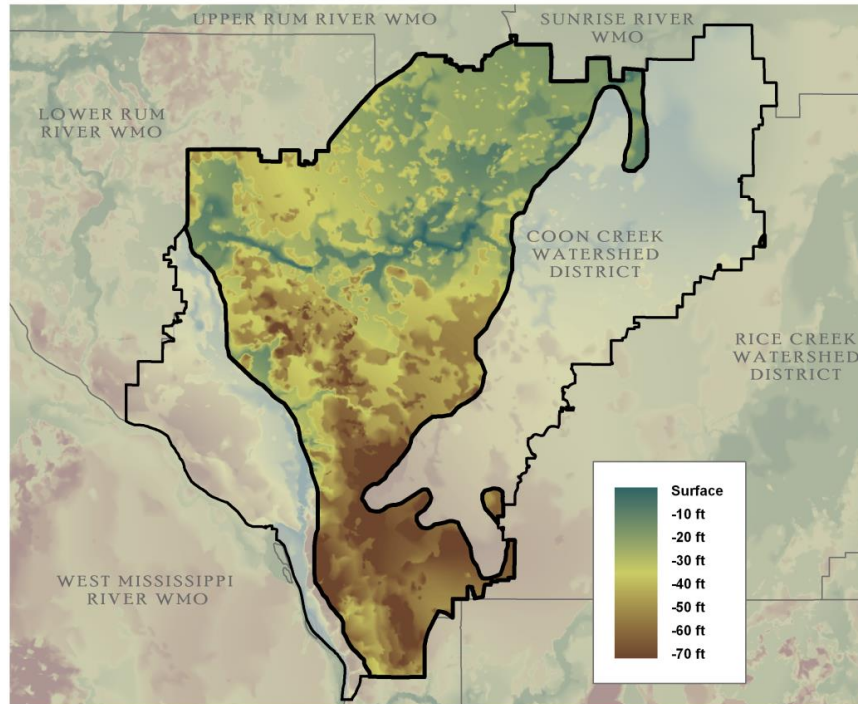 UPPER RUM RIVER WMO
SUNRISE RIVER
WMO
LOWER RUM
RIVER WMO
COON CREEK
WATERSHED
DISTRICT
RICE CREEK
WATERSHED
DISTRICT
WEST MISSISSIPPI
RIVER WMO
Surface
-10 ft
-20 ft
-30 ft
-40 ft
-50 ft
-60 ft
-70 ft